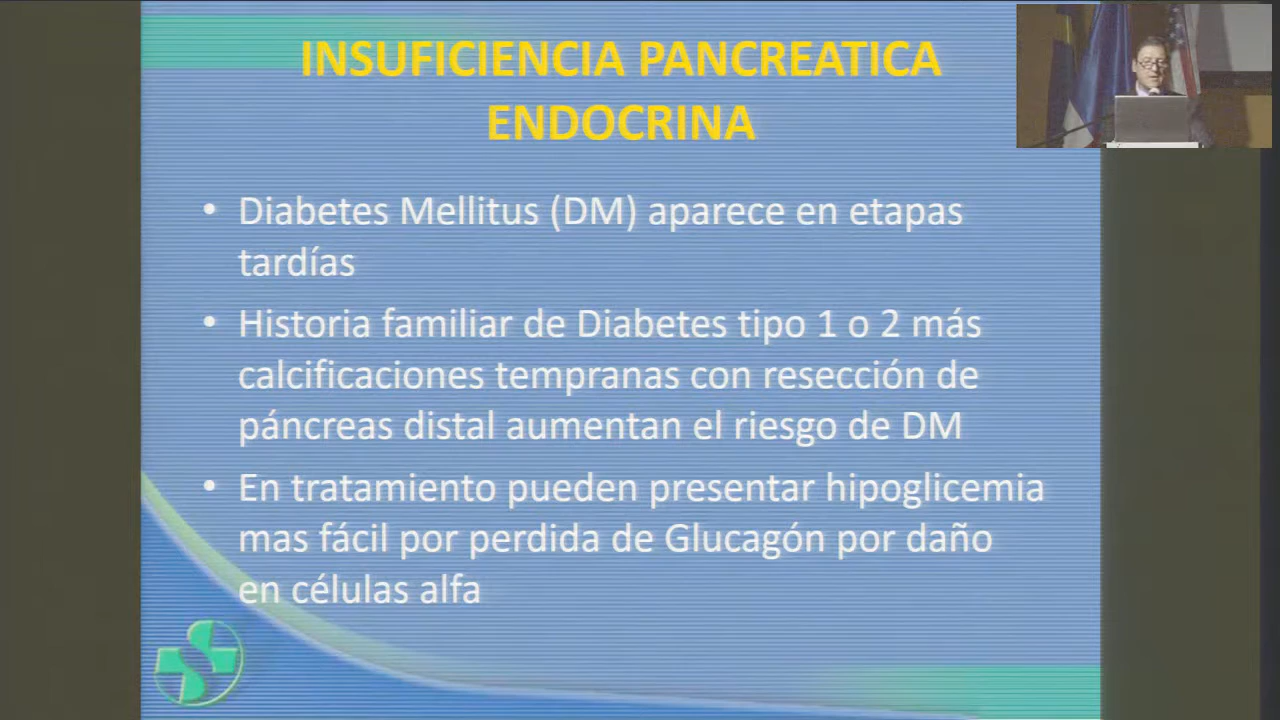 INSUFICIENCIA PANCREATICA
ENDOCRINA
• Diabetes Mellitus (DM) aparece en etapas
tardías
• Historia familiar de Diabetes tipo 1 o 2 más
calcificaciones tempranas con resección de
páncreas distal aumentan el riesgo de DM
• En tratamiento pueden presentar hipoglicemia
mas fácil por perdida de Glucagón por daño
en células alfa